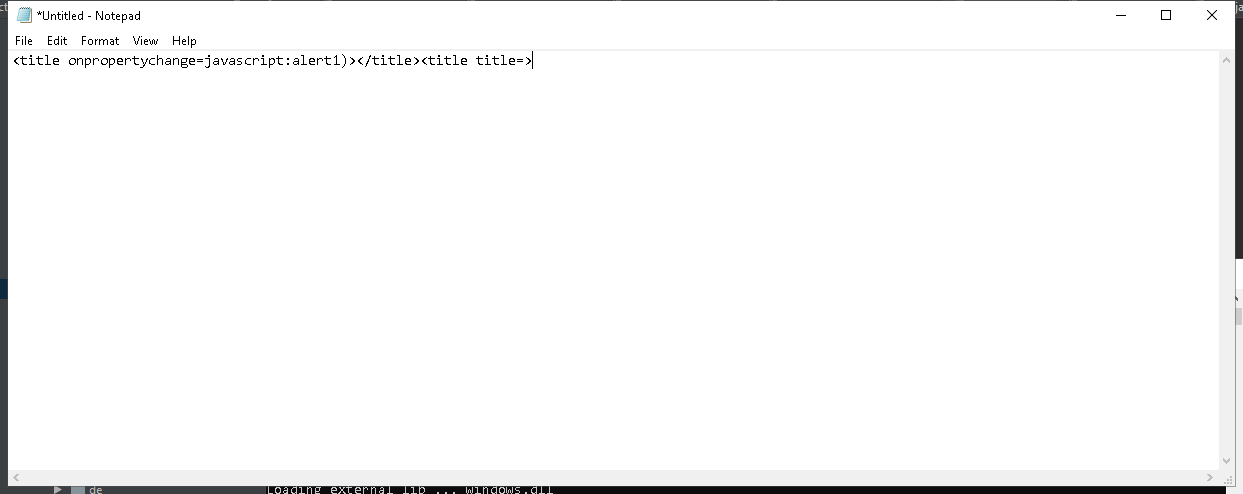 *Untitled - Notepad
File Edit Format View Help
<title onpropertychange=javascript:alert1)></title><title title=>
de Loading external lib ... windows.dll